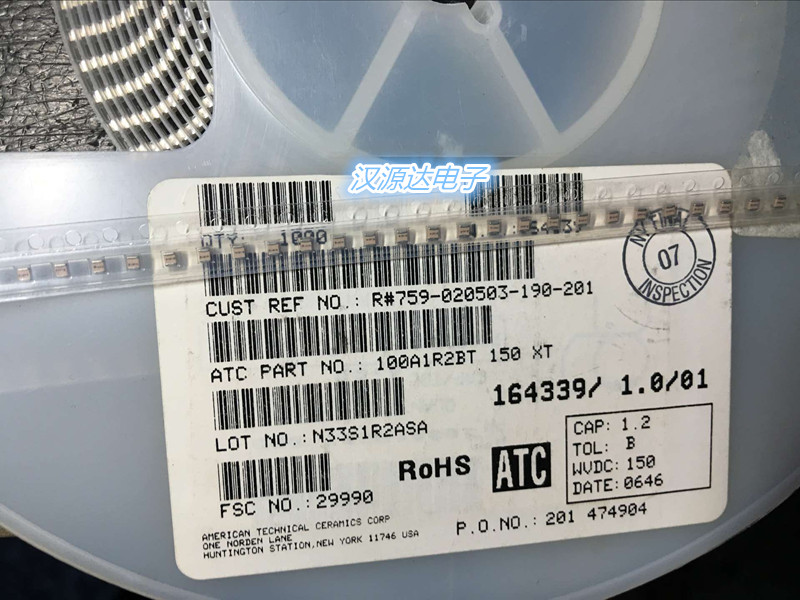 汉源达电子
QTY: 1000
CUST REF NO.: R#759-020503-190-201
ATC PART NO.: 100A1R2BT 150 XT
164339/ 1.0/01
LOT NO.: N33S1R2ASA
FSC NO.: 29990
RoHS
ATC
CAP: 1.2
TOL: B
WVDC: 150
DATE: 0646
AMERICAN TECHNICAL CERAMICS CORP
ONE NORDEN LANE
HUNTINGTON STATION, NEW YORK 11746 USA
P.O.NO.: 201 474904
07
INSPECTION